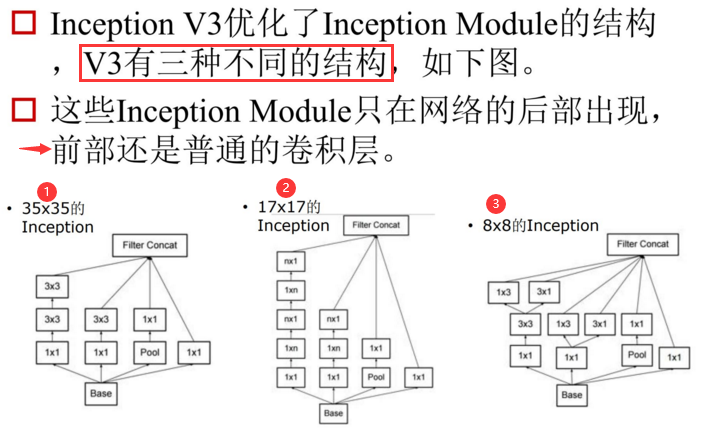 Inception V3优化了Inception Module的结构
,V3有三种不同的结构,如下图。
这些Inception Module只在网络的后部出现,
前部还是普通的卷积层。
1
• 35x35的
Inception
Filter Concat
3x3
3x3 3x3 1x1
1x1 1x1 Pool 1x1
Base
2
• 17x17的
Inception
Filter Concat
nx1
1xn
nx1 nx1
1xn 1xn 1x1
1x1 1x1 Pool 1x1
Base
3
• 8x8的Inception
Filter Concat
1x3 3x1
3x3 1x3 3x1 1x1
1x1 1x1 Pool 1x1
Base